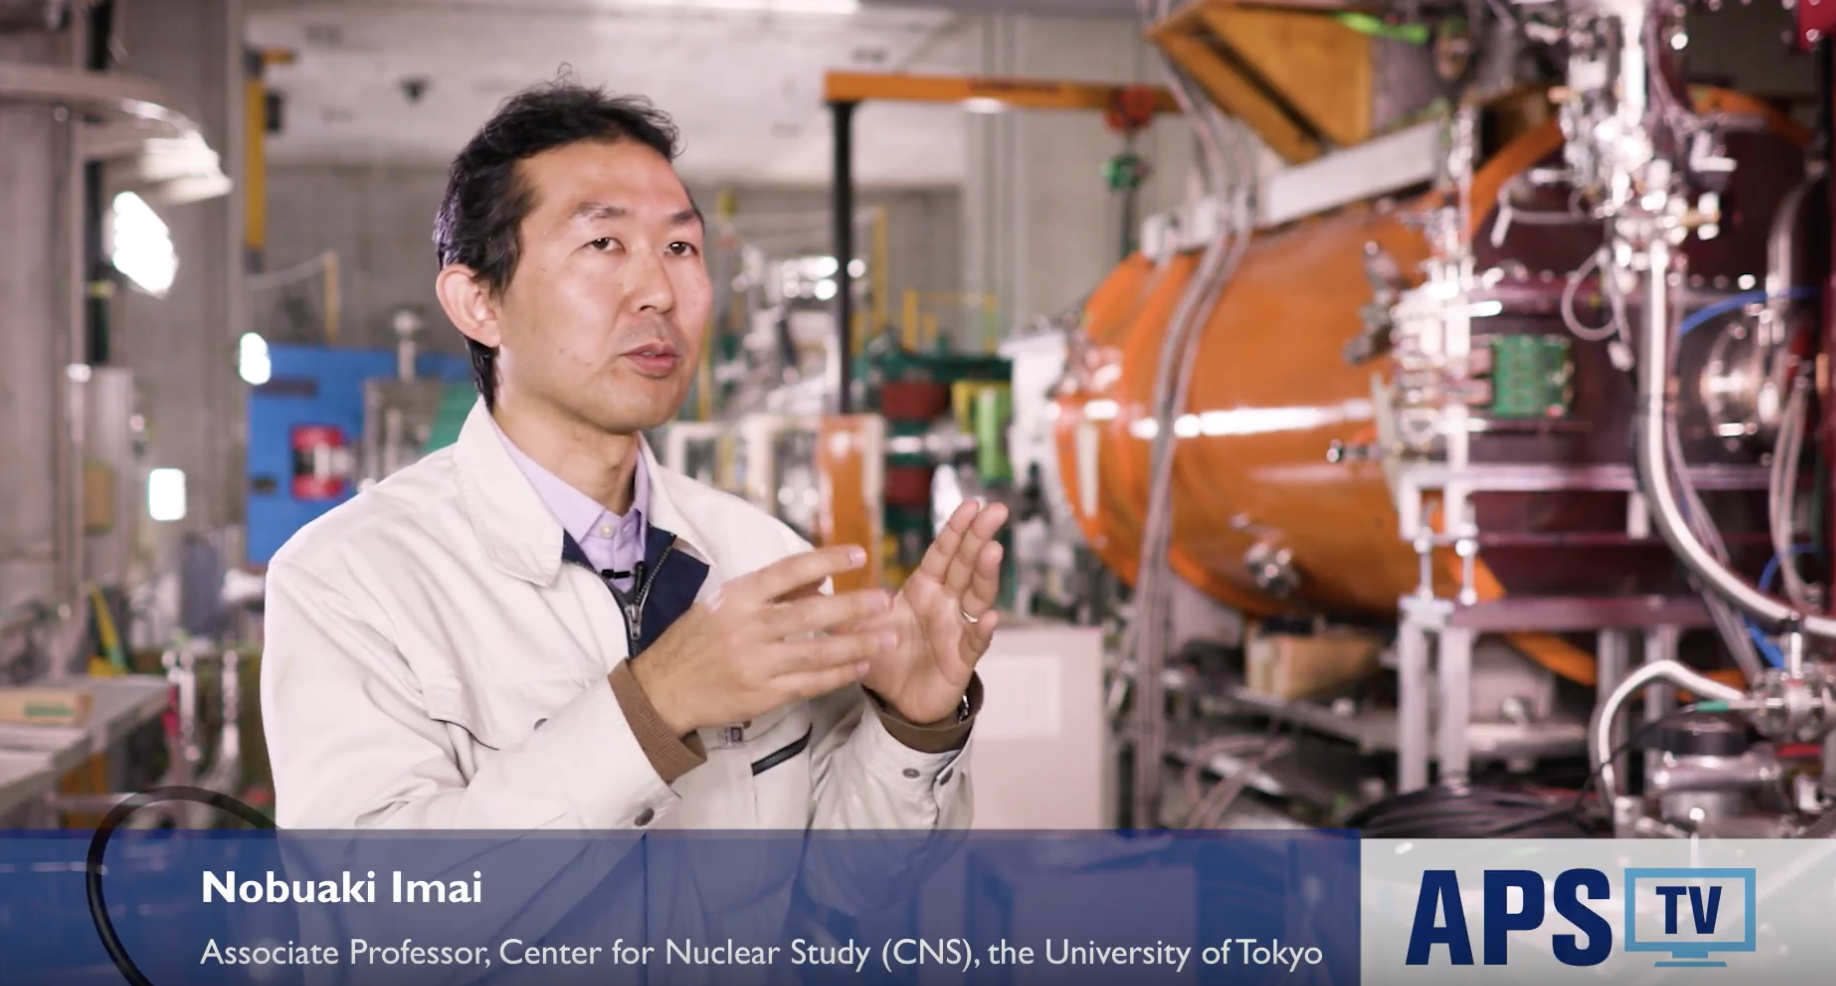 Nobuaki Imai
Associate Professor, Center for Nuclear Study (CNS), the University of Tokyo
APS TV